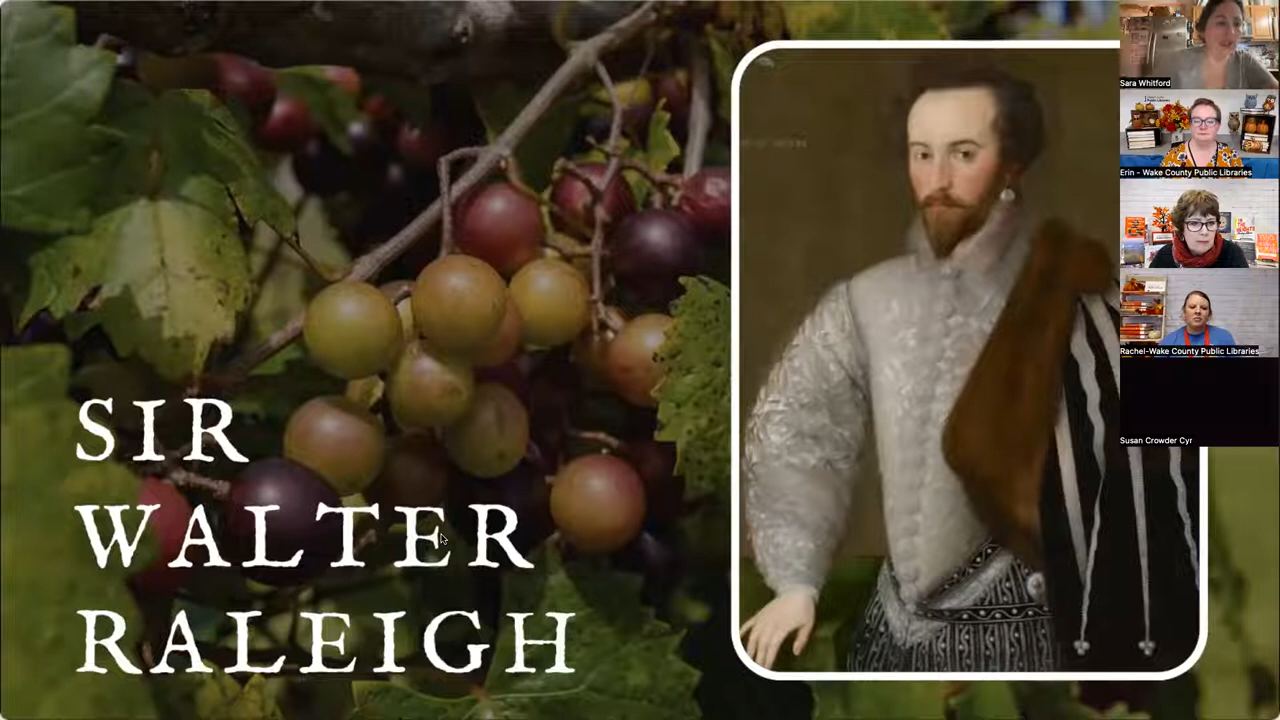 SIR
WALTER
RALEIGH
Sara Whitford
Erin - Wake County Public Libraries
Rachel-Wake County Public Libraries
Susan Crowder Cyr